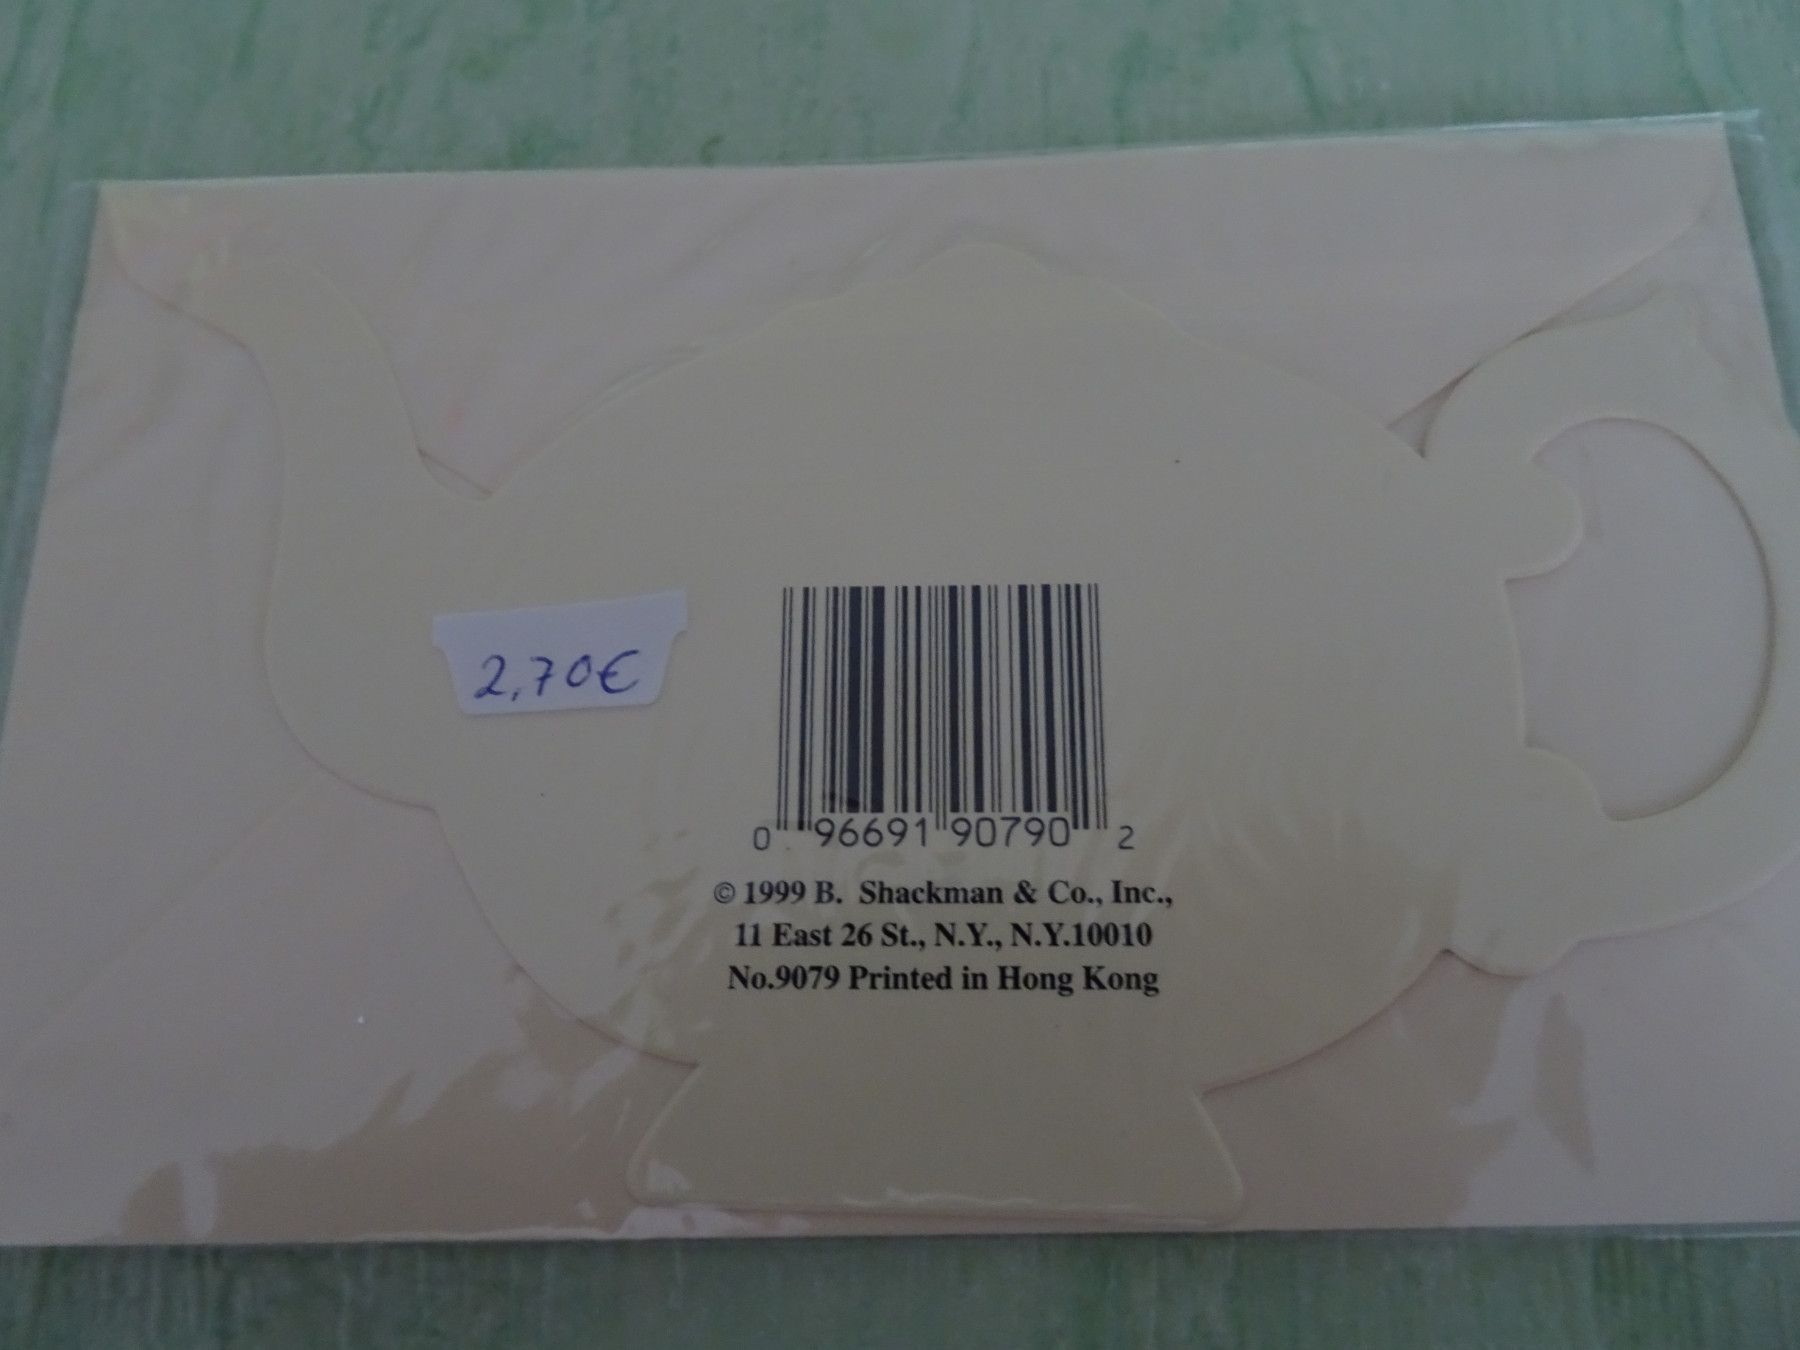 2,70€
0 96691 90790 2
© 1999 B. Shackman & Co., Inc.,
11 East 26 St., N.Y., N.Y.10010
No.9079 Printed in Hong Kong